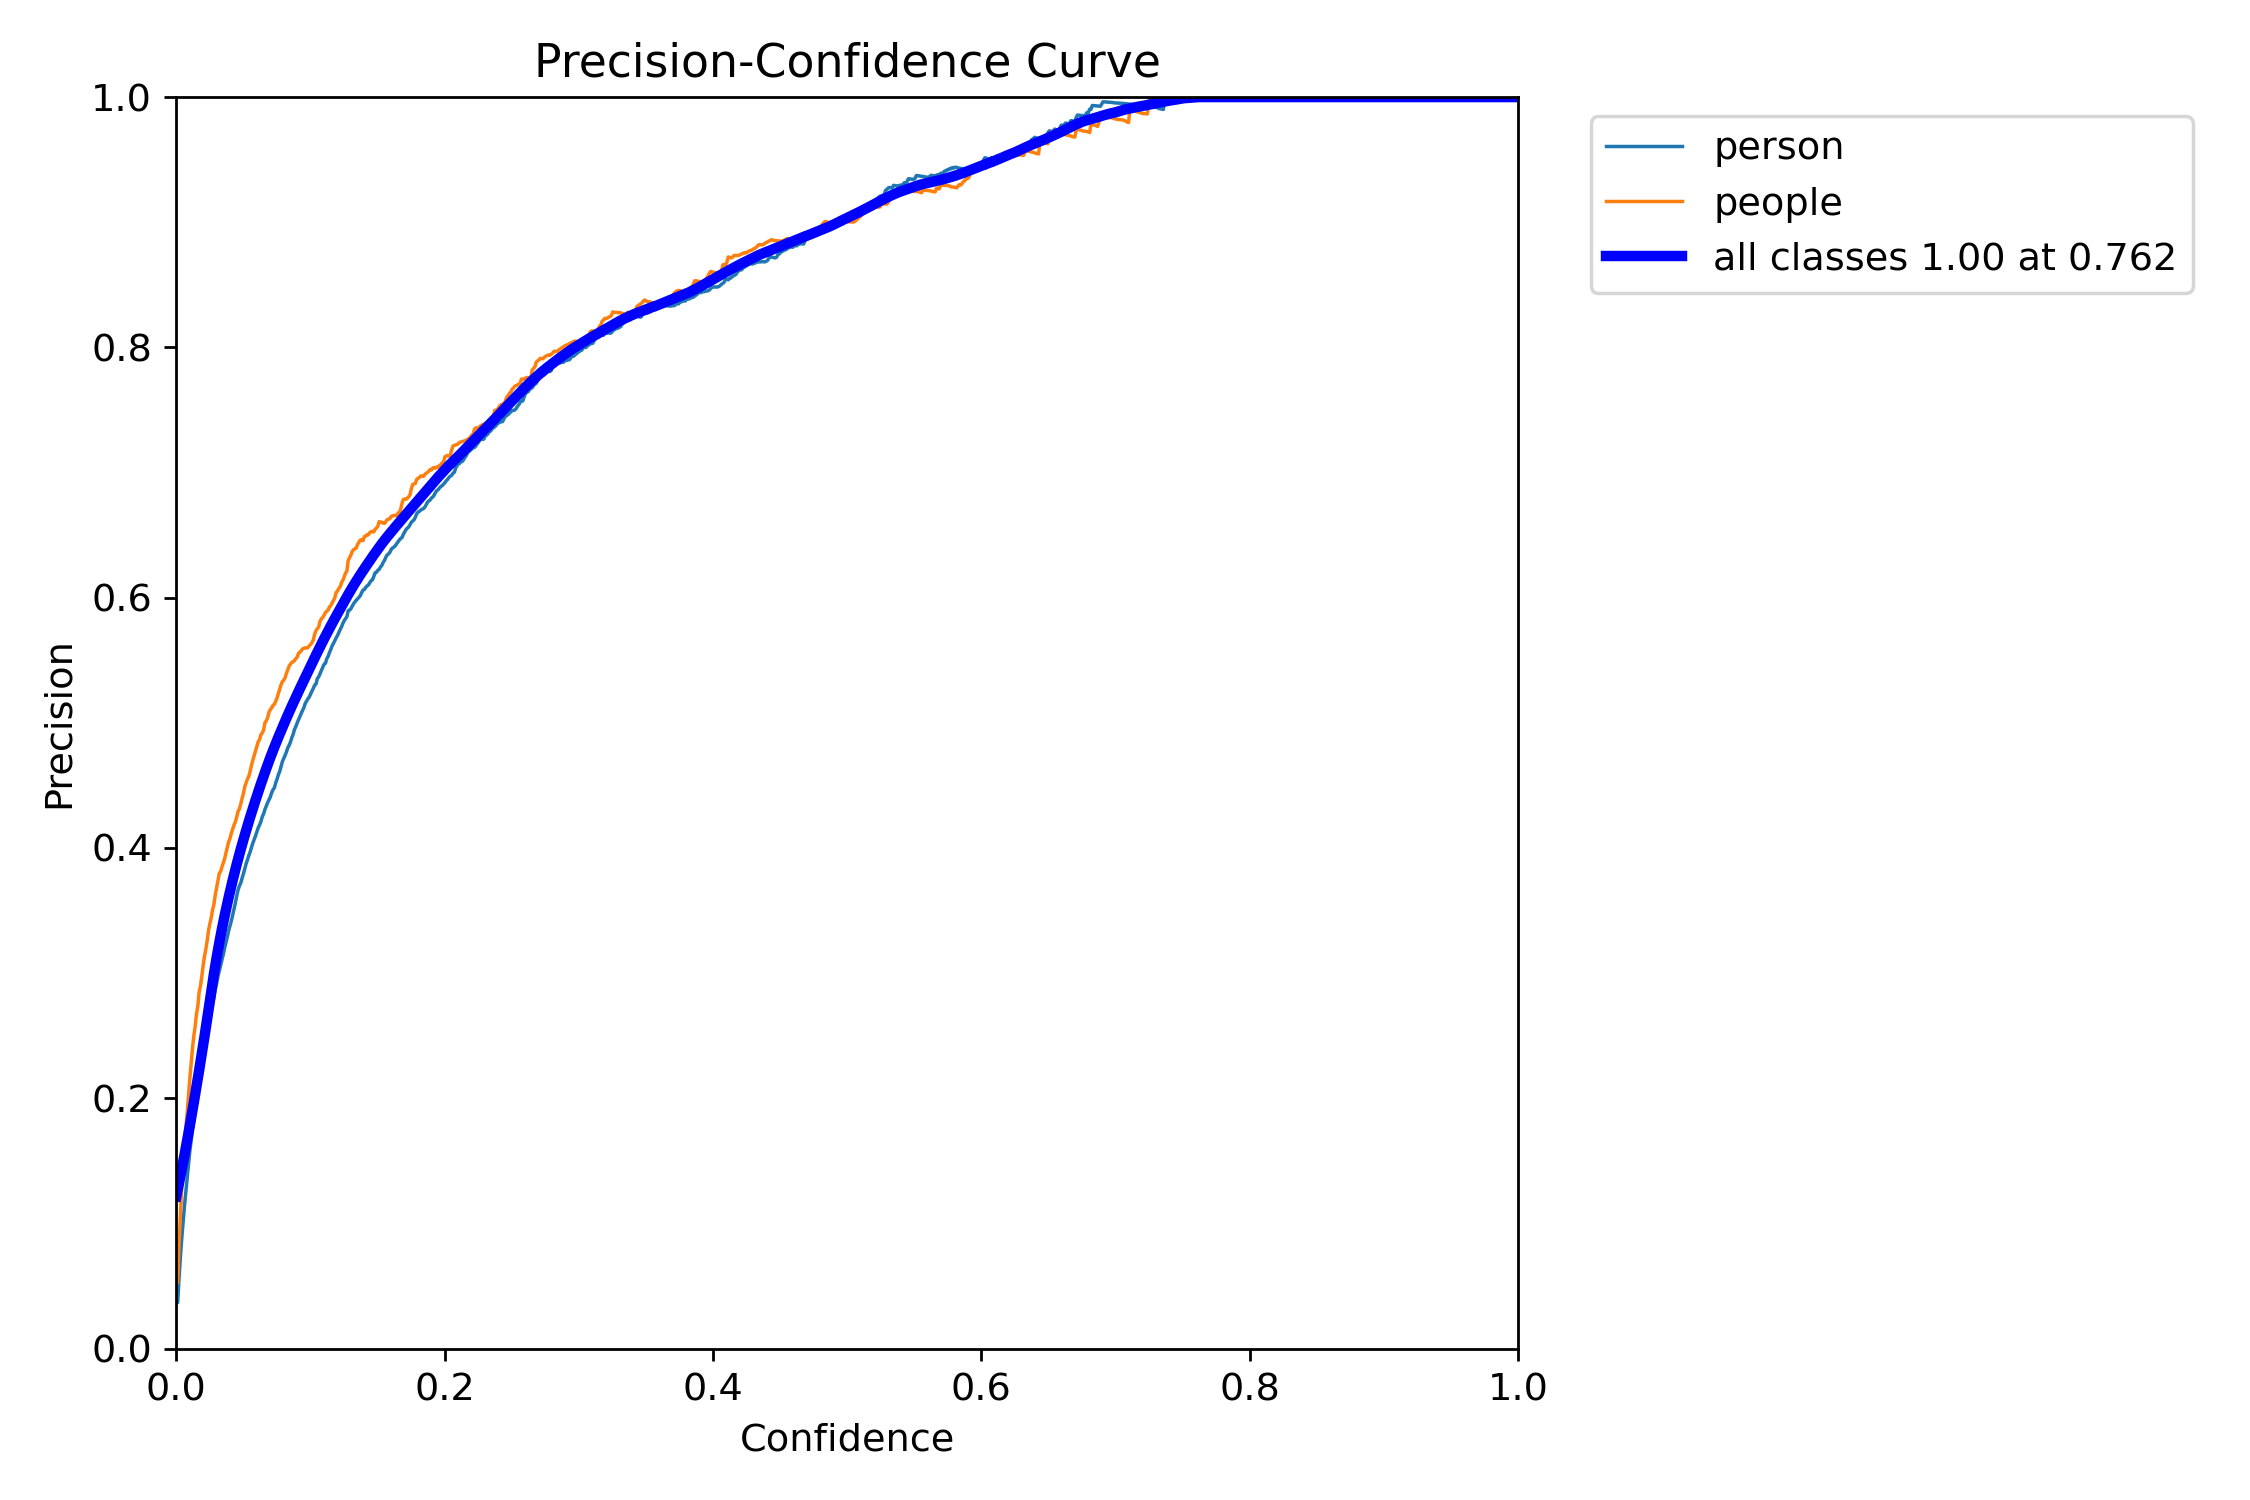 Precision-Confidence Curve
1.0
0.8
0.6
0.4
0.2
0.0
Precision
0.0 0.2 0.4 0.6 0.8 1.0
Confidence
person
people
all classes 1.00 at 0.762